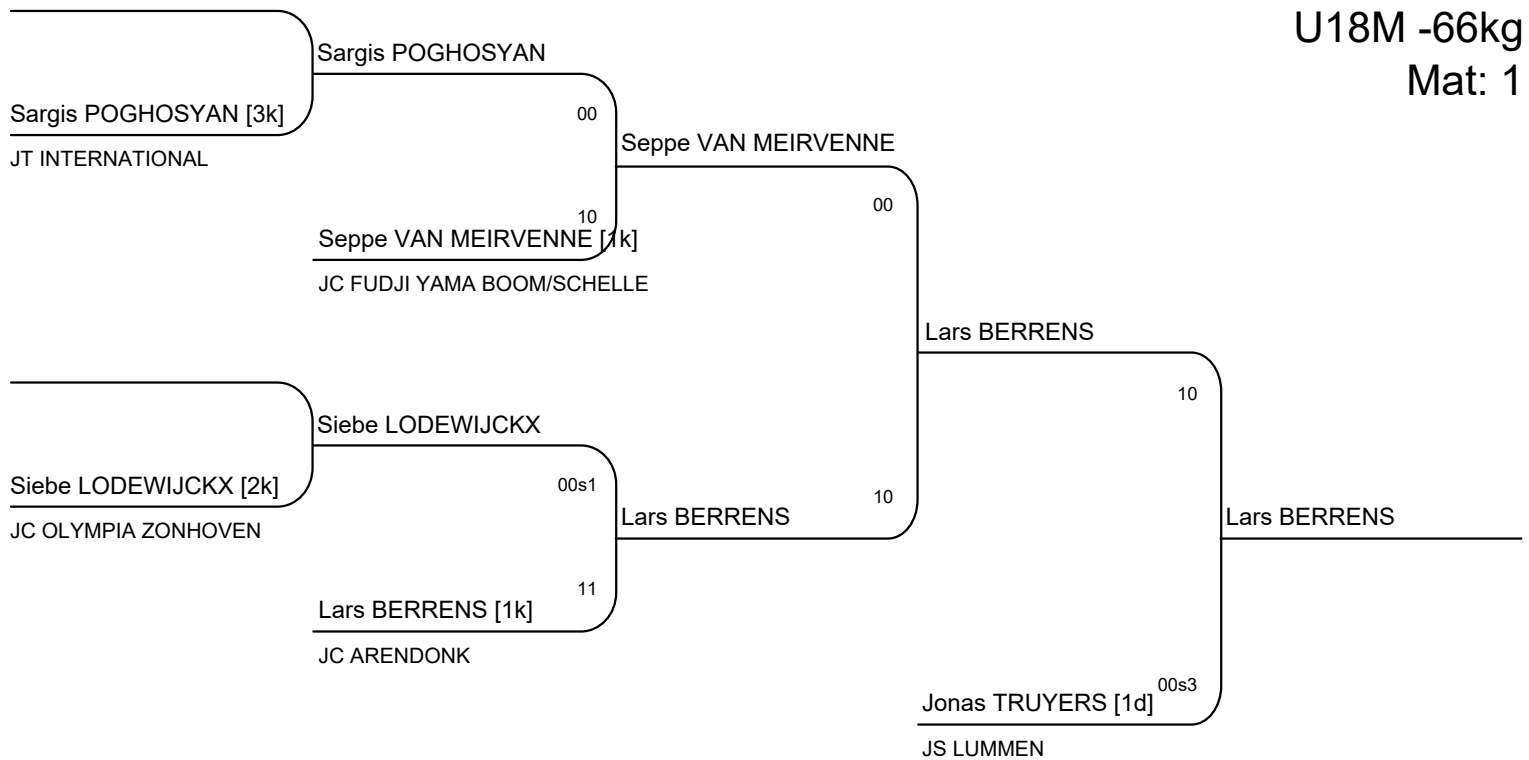 U18M -66kg
Mat: 1
Sargis POGHOSYAN
Sargis POGHOSYAN [3k]
JT INTERNATIONAL
00
Seppe VAN MEIRVENNE
10
Seppe VAN MEIRVENNE [1k]
JC FUDJI YAMA BOOM/SCHELLE
00
Lars BERRENS
10
Siebe LODEWIJCKX
Siebe LODEWIJCKX [2k]
JC OLYMPIA ZONHOVEN
00s1
Lars BERRENS
10
Lars BERRENS
11
Lars BERRENS [1k]
JC ARENDONK
00s3
Jonas TRUYERS [1d]
JS LUMMEN